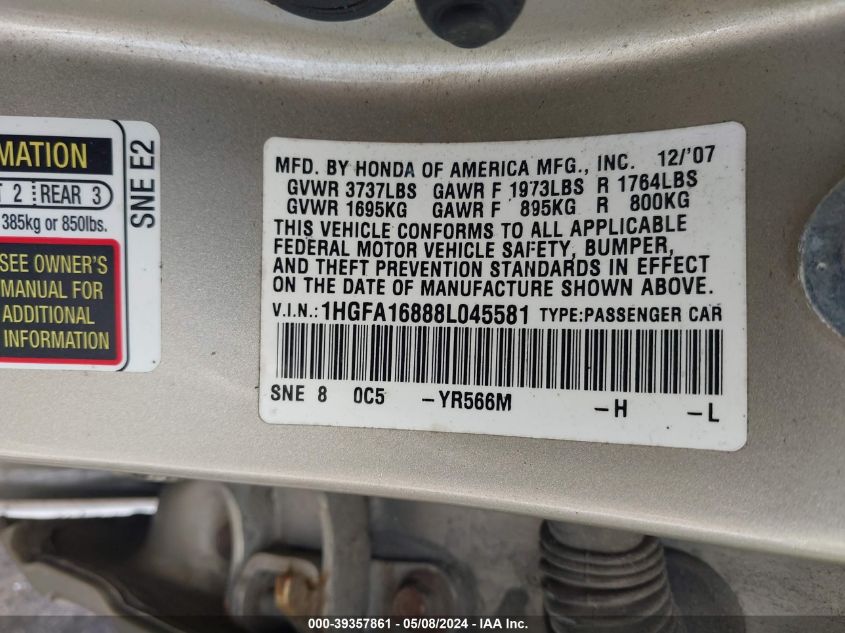 MATION
T 2 REAR 3
385kg or 850lbs.
SEE OWNER'S
MANUAL FOR
ADDITIONAL
INFORMATION
SNE E2
MFD. BY HONDA OF AMERICA MFG., INC. 12/'07
GVWR 3737LBS GAWR F 1973LBS R 1764LBS
GVWR 1695KG GAWR F 895KG R 800KG
THIS VEHICLE CONFORMS TO ALL APPLICABLE
FEDERAL MOTOR VEHICLE SAFETY, BUMPER,
AND THEFT PREVENTION STANDARDS IN EFFECT
ON THE DATE OF MANUFACTURE SHOWN ABOVE.
V.I.N.: 1HGFA16888L045581 TYPE:PASSENGER CAR
SNE 8 0C5 -YR566M -H -L
000-39357861 - 05/08/2024 - IAA Inc.